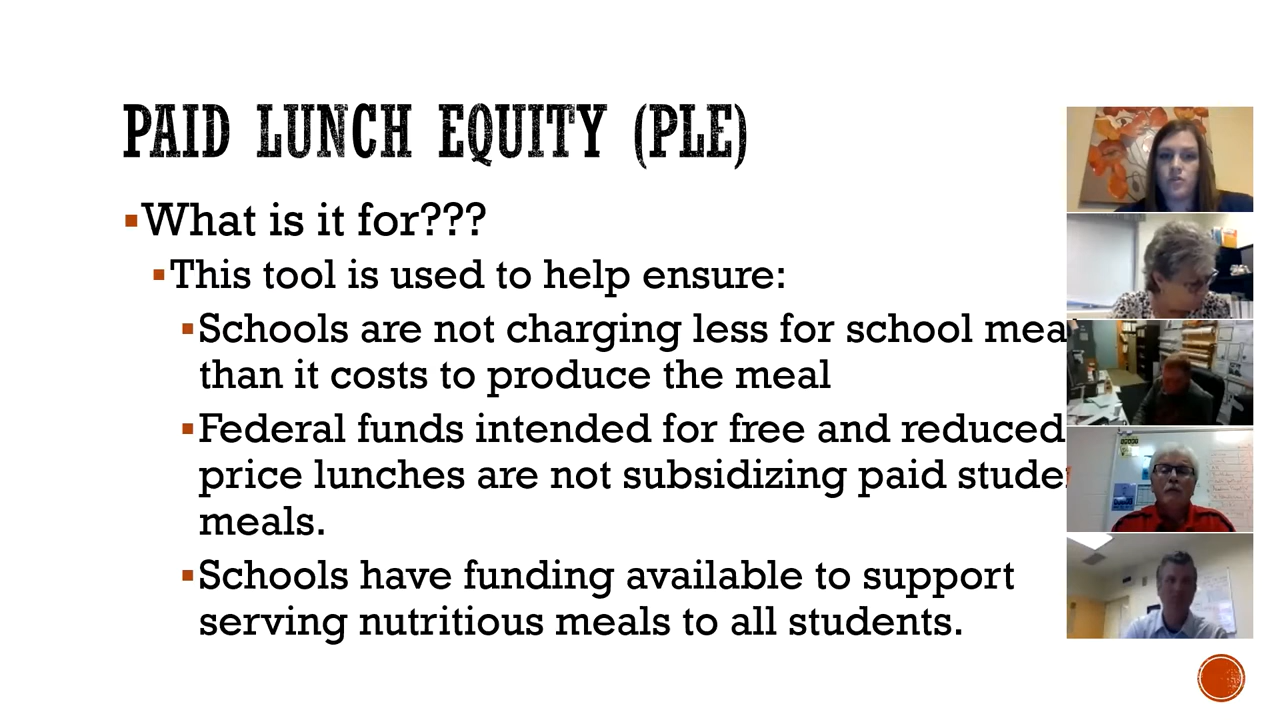 PAID LUNCH EQUITY (PLE)
What is it for???
This tool is used to help ensure:
Schools are not charging less for school
than it costs to produce the meal
Federal funds intended for free and reduced
price lunches are not subsidizing paid
meals.
Schools have funding available to support
serving nutritious meals to all students.